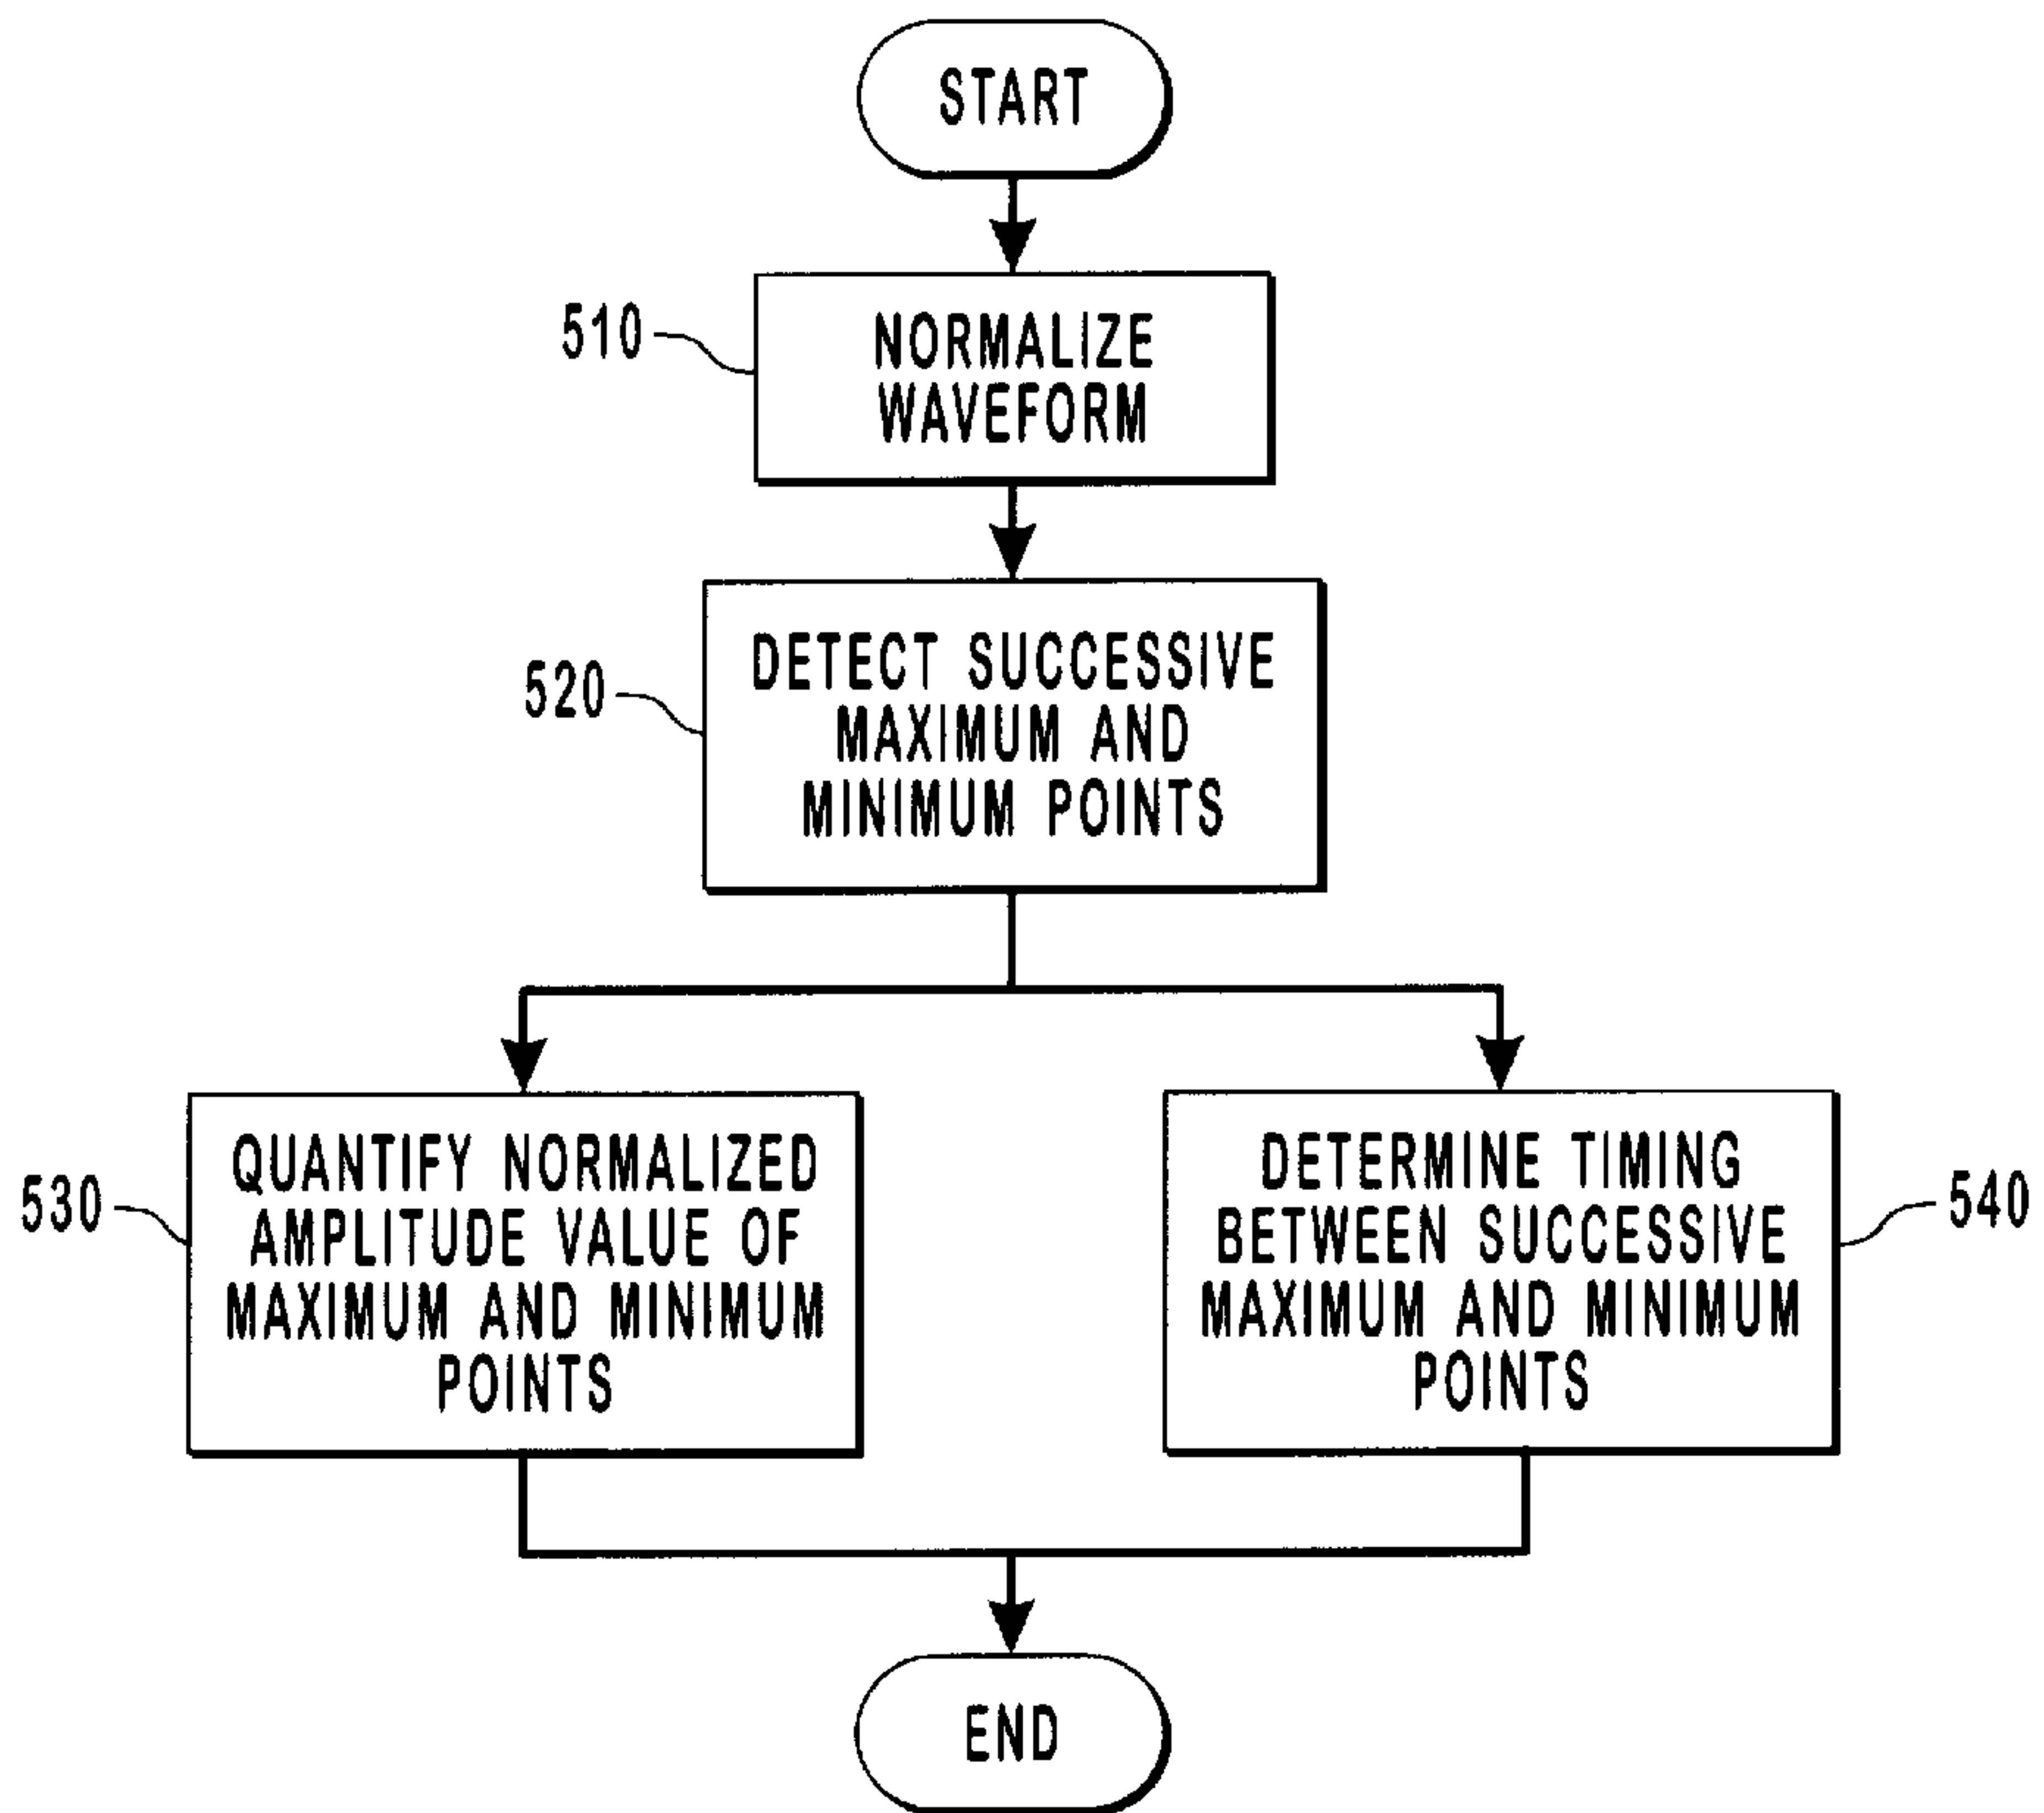 START
510
NORMALIZE
WAVEFORM
520
DETECT SUCCESSIVE
MAXIMUM AND
MINIMUM POINTS
530
QUANTIFY NORMALIZED
AMPLITUDE VALUE OF
MAXIMUM AND MINIMUM
POINTS
DETERMINE TIMING
BETWEEN SUCCESSIVE
MAXIMUM AND MINIMUM
POINTS
540
END